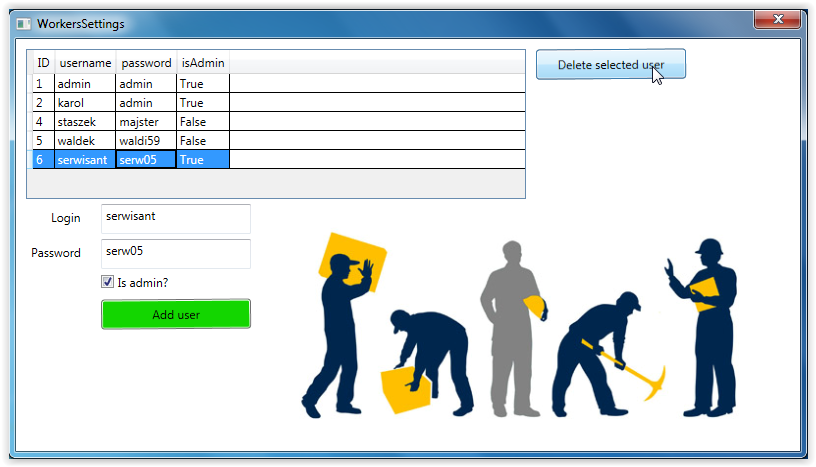 WorkersSettings
ID username password isAdmin
1 admin admin True
2 karol admin True
4 staszek majster False
5 waldek waldi59 False
6 serwisant serw05 True
Delete selected user
Login serwisant
Password serw05
Is admin?
Add user